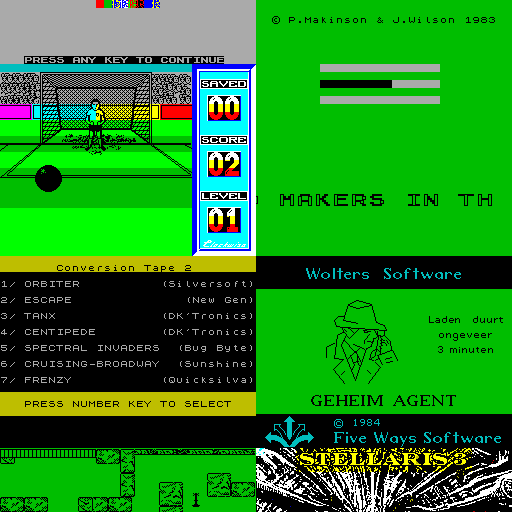 PRESS ANY KEY TO CONTINUE
SAVED
00
SCORE
02
LEVEL
01
Electwins
© P.Makinson & J.Wilson 1983
MAKERS IN TH
Conversion Tape 2
1/ ORBITER (Silversoft)
2/ ESCAPE (New Gen)
3/ TANX (DK'Tronics)
4/ CENTIPEDE (DK'Tronics)
5/ SPECTRAL INVADERS (Bug Byte)
6/ CRUISING-BROADWAY (Sunshine)
7/ FRENZY (Quicksilva)
PRESS NUMBER KEY TO SELECT
Wolters Software
Laden duurt
ongeveer
3 minuten
GEHEIM AGENT
© 1984
Five Ways Software
STELLARIS